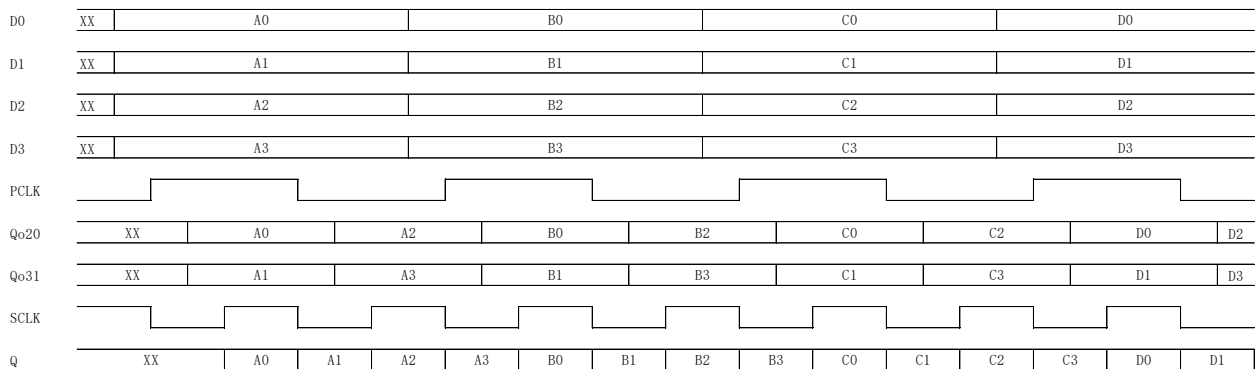 D0 XX A0 B0 C0 D0
D1 XX A1 B1 C1 D1
D2 XX A2 B2 C2 D2
D3 XX A3 B3 C3 D3
PCLK
Qo20 XX A0 A2 B0 B2 C0 C2 D0 D2
Qo31 XX A1 A3 B1 B3 C1 C3 D1 D3
SCLK
Q XX A0 A1 A2 A3 B0 B1 B2 B3 C0 C1 C2 C3 D0 D1